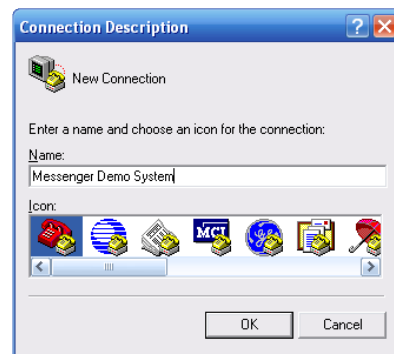 Connection Description
New Connection
Enter a name and choose an icon for the connection:
Name:
Messenger Demo System
Icon:
MCI
OK
Cancel